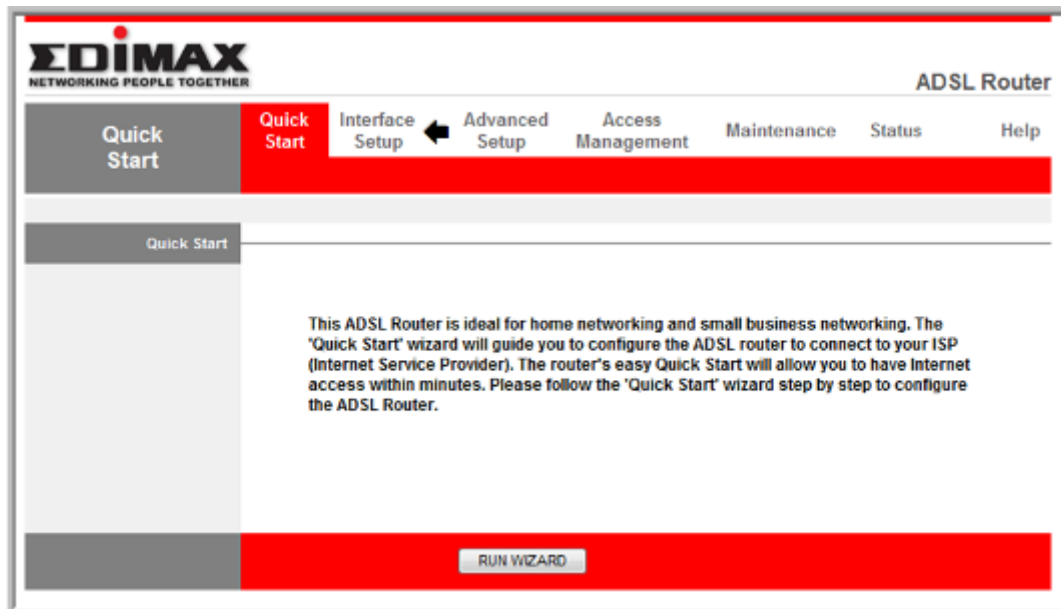 EDIMAX
NETWORKING PEOPLE TOGETHER
ADSL Router
Quick Start
Quick Start
Interface Setup
Advanced Setup
Access Management
Maintenance
Status
Help
Quick Start
This ADSL Router is ideal for home networking and small business networking. The
'Quick Start' wizard will guide you to configure the ADSL router to connect to your ISP
(Internet Service Provider). The router's easy Quick Start will allow you to have Internet
access within minutes. Please follow the 'Quick Start' wizard step by step to configure
the ADSL Router.
RUN WIZARD